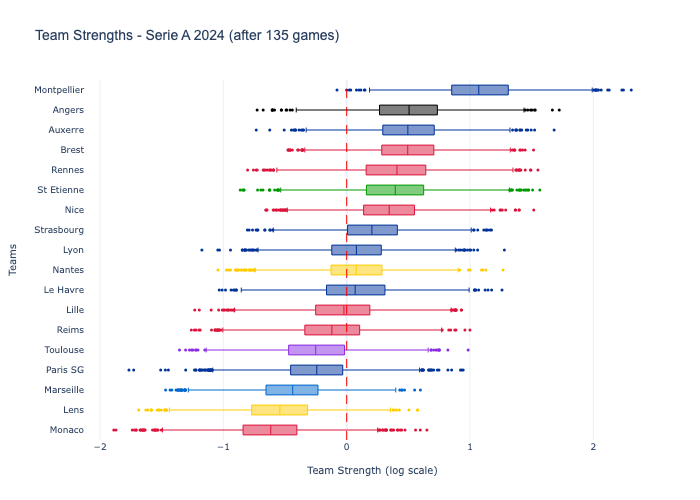 Team Strengths - Serie A 2024 (after 135 games)
Montpellier
Angers
Auxerre
Brest
Rennes
St Etienne
Nice
Strasbourg
Lyon
Nantes
Le Havre
Lille
Reims
Toulouse
Paris SG
Marseille
Lens
Monaco
Teams
−2 −1 0 1 2
Team Strength (log scale)